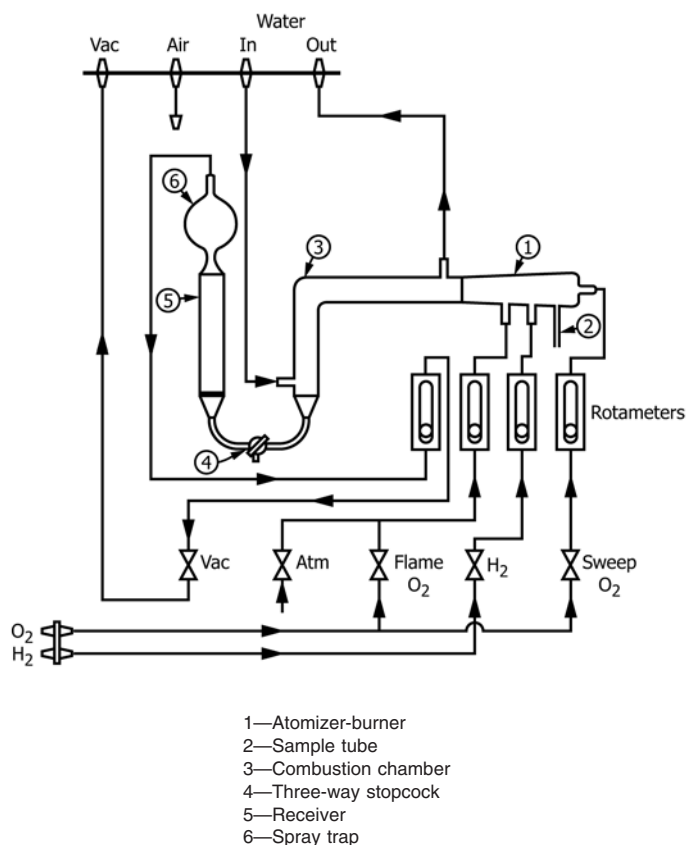 Water
Vac Air In Out
6
3
1
5
2
Rotameters
4
Vac Atm Flame O2 H2 Sweep O2
O2
H2
1—Atomizer-burner
2—Sample tube
3—Combustion chamber
4—Three-way stopcock
5—Receiver
6—Spray trap